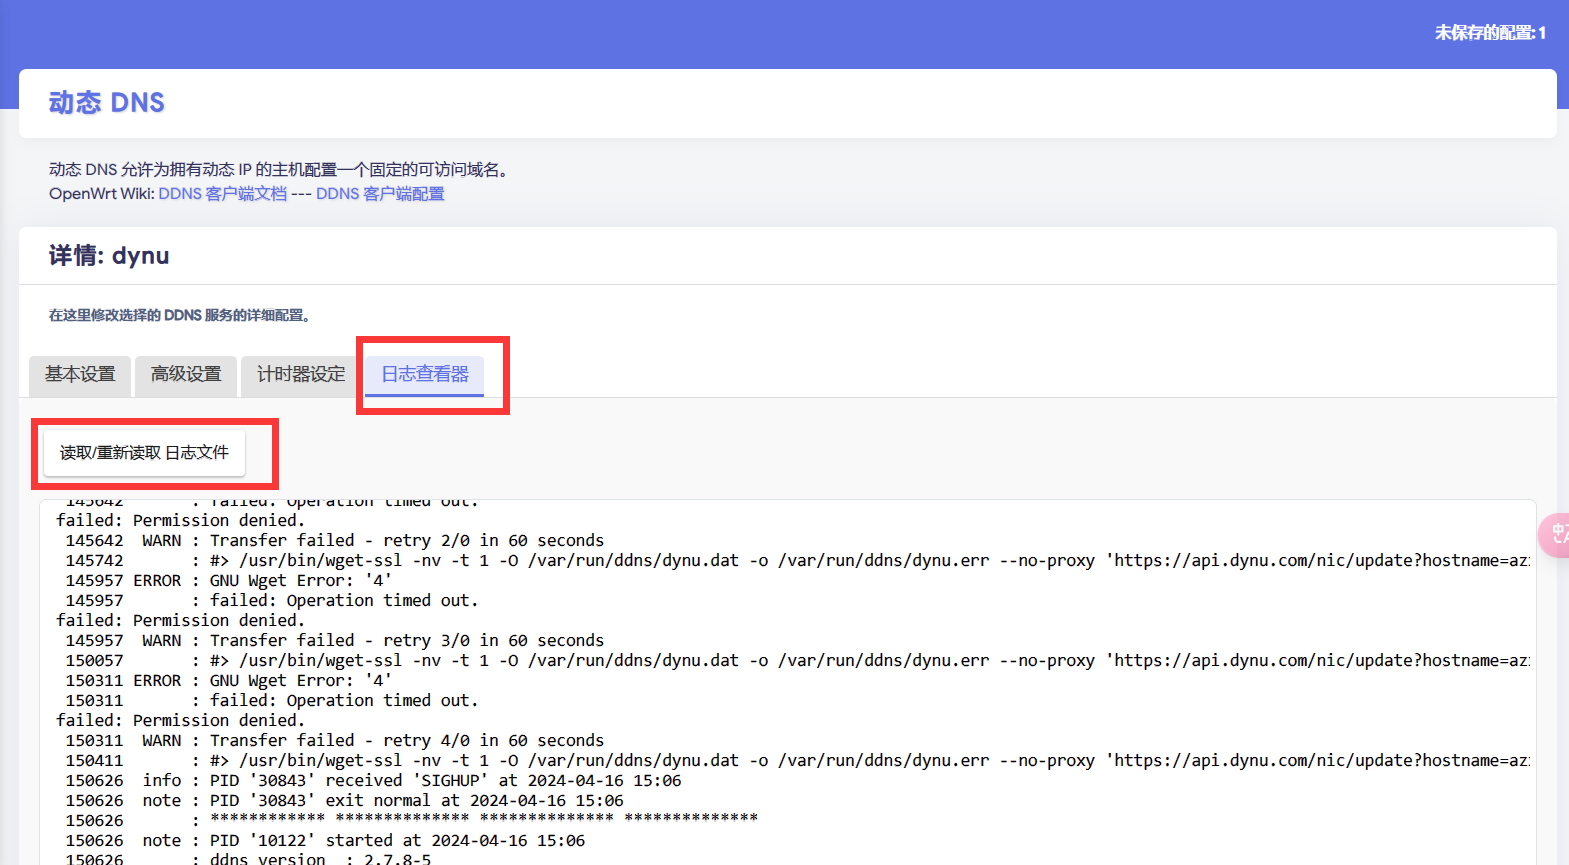 未保存的配置: 1
动态 DNS
动态 DNS 允许为拥有动态 IP 的主机配置一个固定的可访问域名。
OpenWrt Wiki: DDNS 客户端文档 --- DDNS 客户端配置
详情: dynu
在这里修改选择的 DDNS 服务的详细配置。
基本设置 高级设置 计时器设定 日志查看器
读取/重新读取 日志文件
145642 : failed: Operation timed out.
failed: Permission denied.
145642 WARN : Transfer failed - retry 2/0 in 60 seconds
145742 : #> /usr/bin/wget-ssl -nv -t 1 -O /var/run/ddns/dynu.dat -o /var/run/ddns/dynu.err --no-proxy 'https://api.dynu.com/nic/update?hostname=az
145957 ERROR : GNU Wget Error: '4'
145957 : failed: Operation timed out.
failed: Permission denied.
145957 WARN : Transfer failed - retry 3/0 in 60 seconds
150057 : #> /usr/bin/wget-ssl -nv -t 1 -O /var/run/ddns/dynu.dat -o /var/run/ddns/dynu.err --no-proxy 'https://api.dynu.com/nic/update?hostname=az
150311 ERROR : GNU Wget Error: '4'
150311 : failed: Operation timed out.
failed: Permission denied.
150311 WARN : Transfer failed - retry 4/0 in 60 seconds
150411 : #> /usr/bin/wget-ssl -nv -t 1 -O /var/run/ddns/dynu.dat -o /var/run/ddns/dynu.err --no-proxy 'https://api.dynu.com/nic/update?hostname=az
150626 info : PID '30843' received 'SIGHUP' at 2024-04-16 15:06
150626 note : PID '30843' exit normal at 2024-04-16 15:06
150626 : ************ ************** ************** **************
150626 note : PID '10122' started at 2024-04-16 15:06
150626 : ddns version : 2.7.8-5